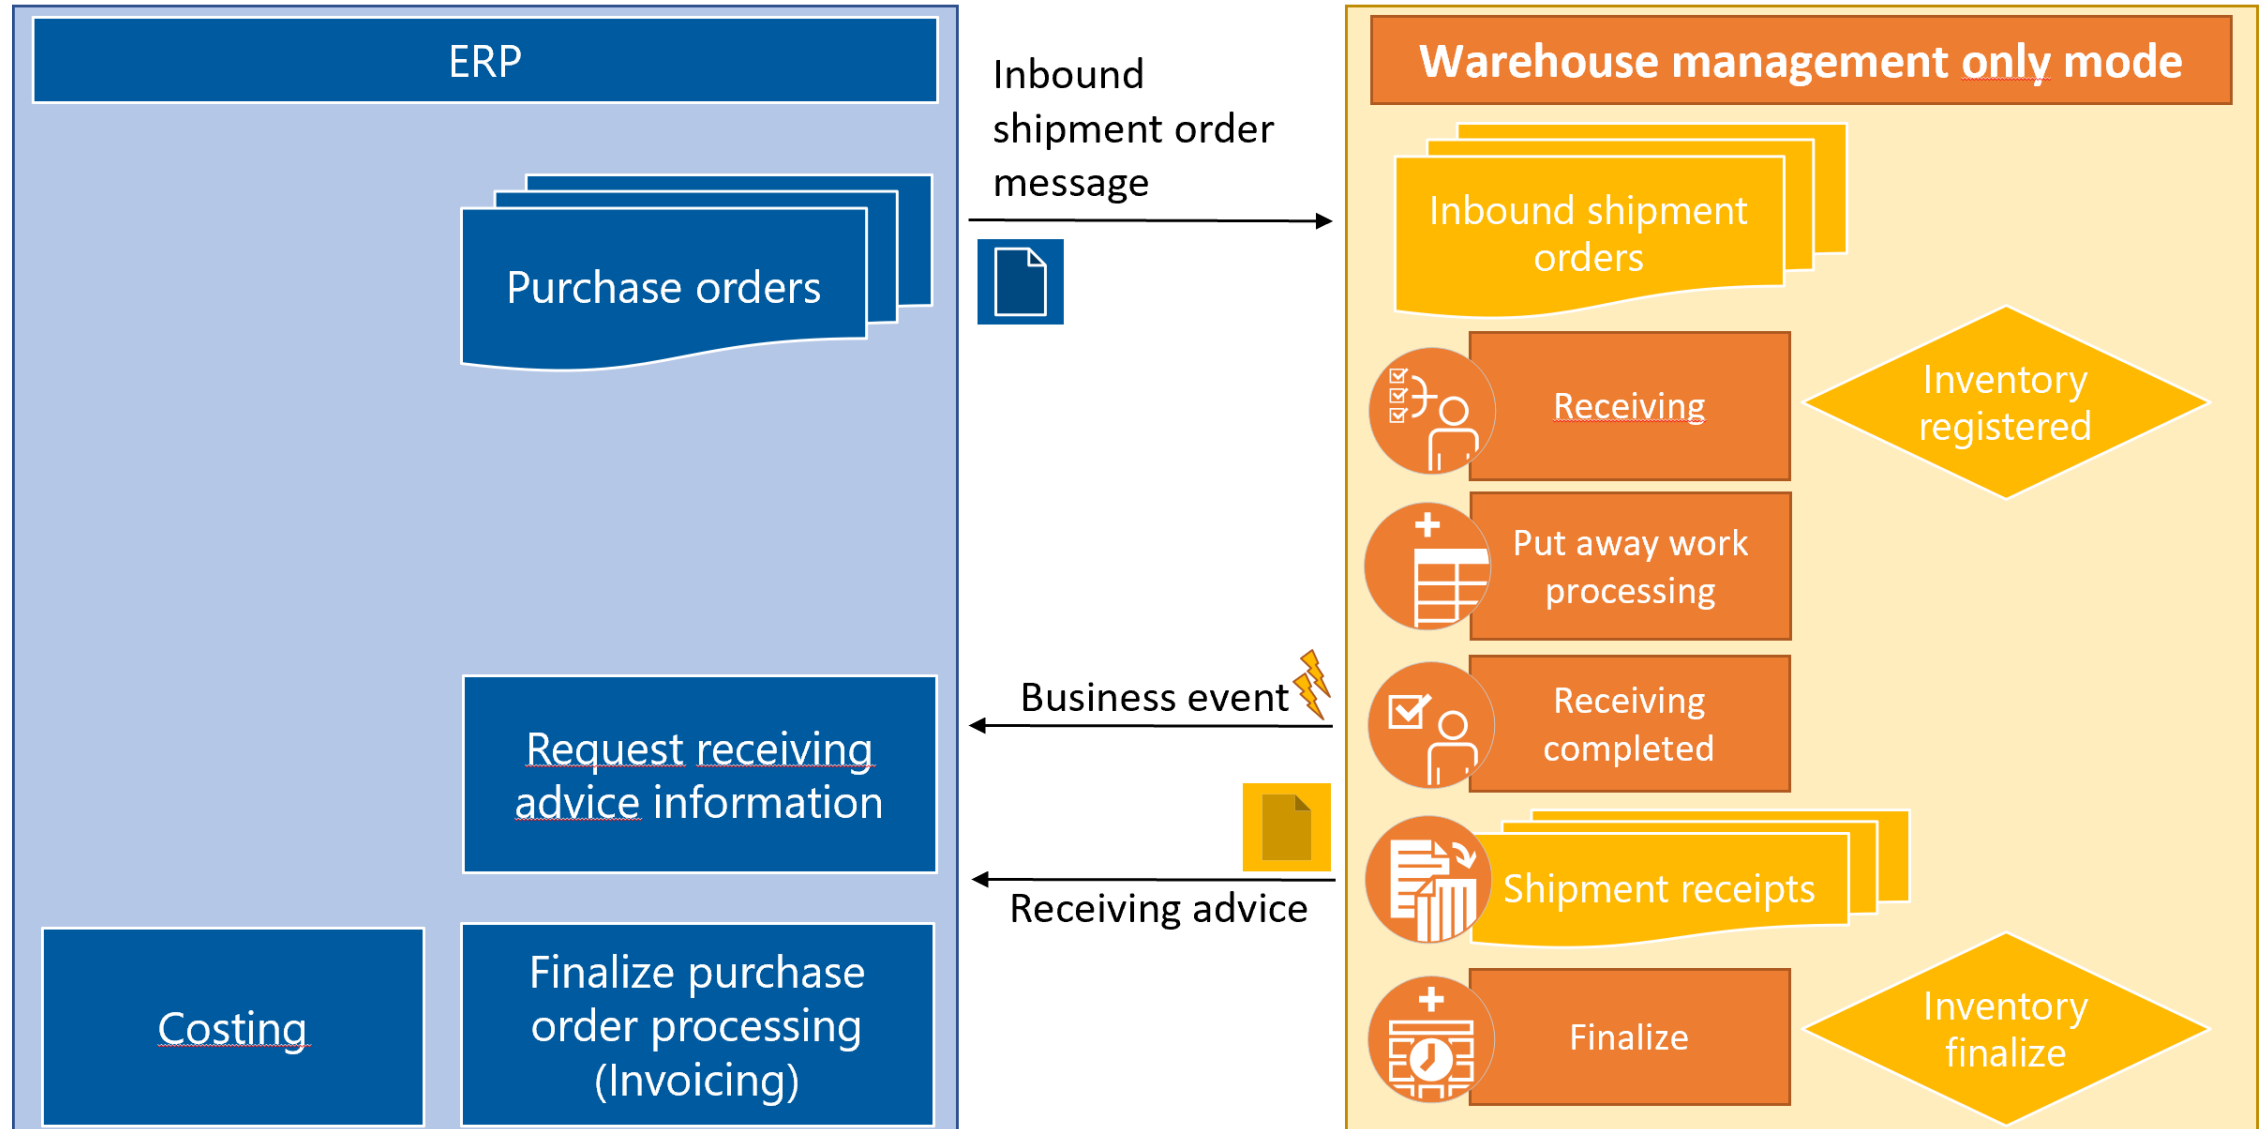 ERP
Purchase orders
Request receiving
advice information
Costing
Finalize purchase
order processing
(Invoicing)
Inbound
shipment order
message
Business event
Receiving advice
Warehouse management only mode
Inbound shipment
orders
Receiving
Inventory
registered
Put away work
processing
Receiving
completed
Shipment receipts
Finalize
Inventory
finalize